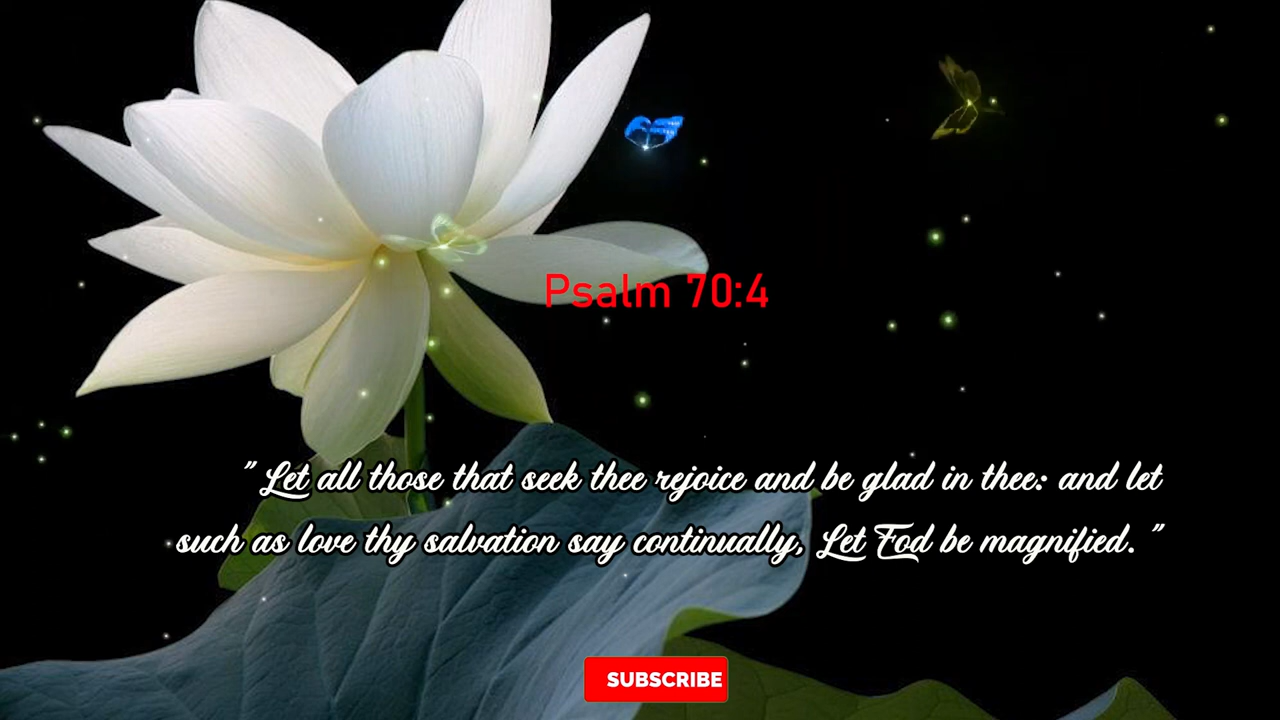 Psalm 70:4
" Let all those that seek thee rejoice and be glad in thee: and let
such as love thy salvation say continually, Let Fod be magnified. "
SUBSCRIBE